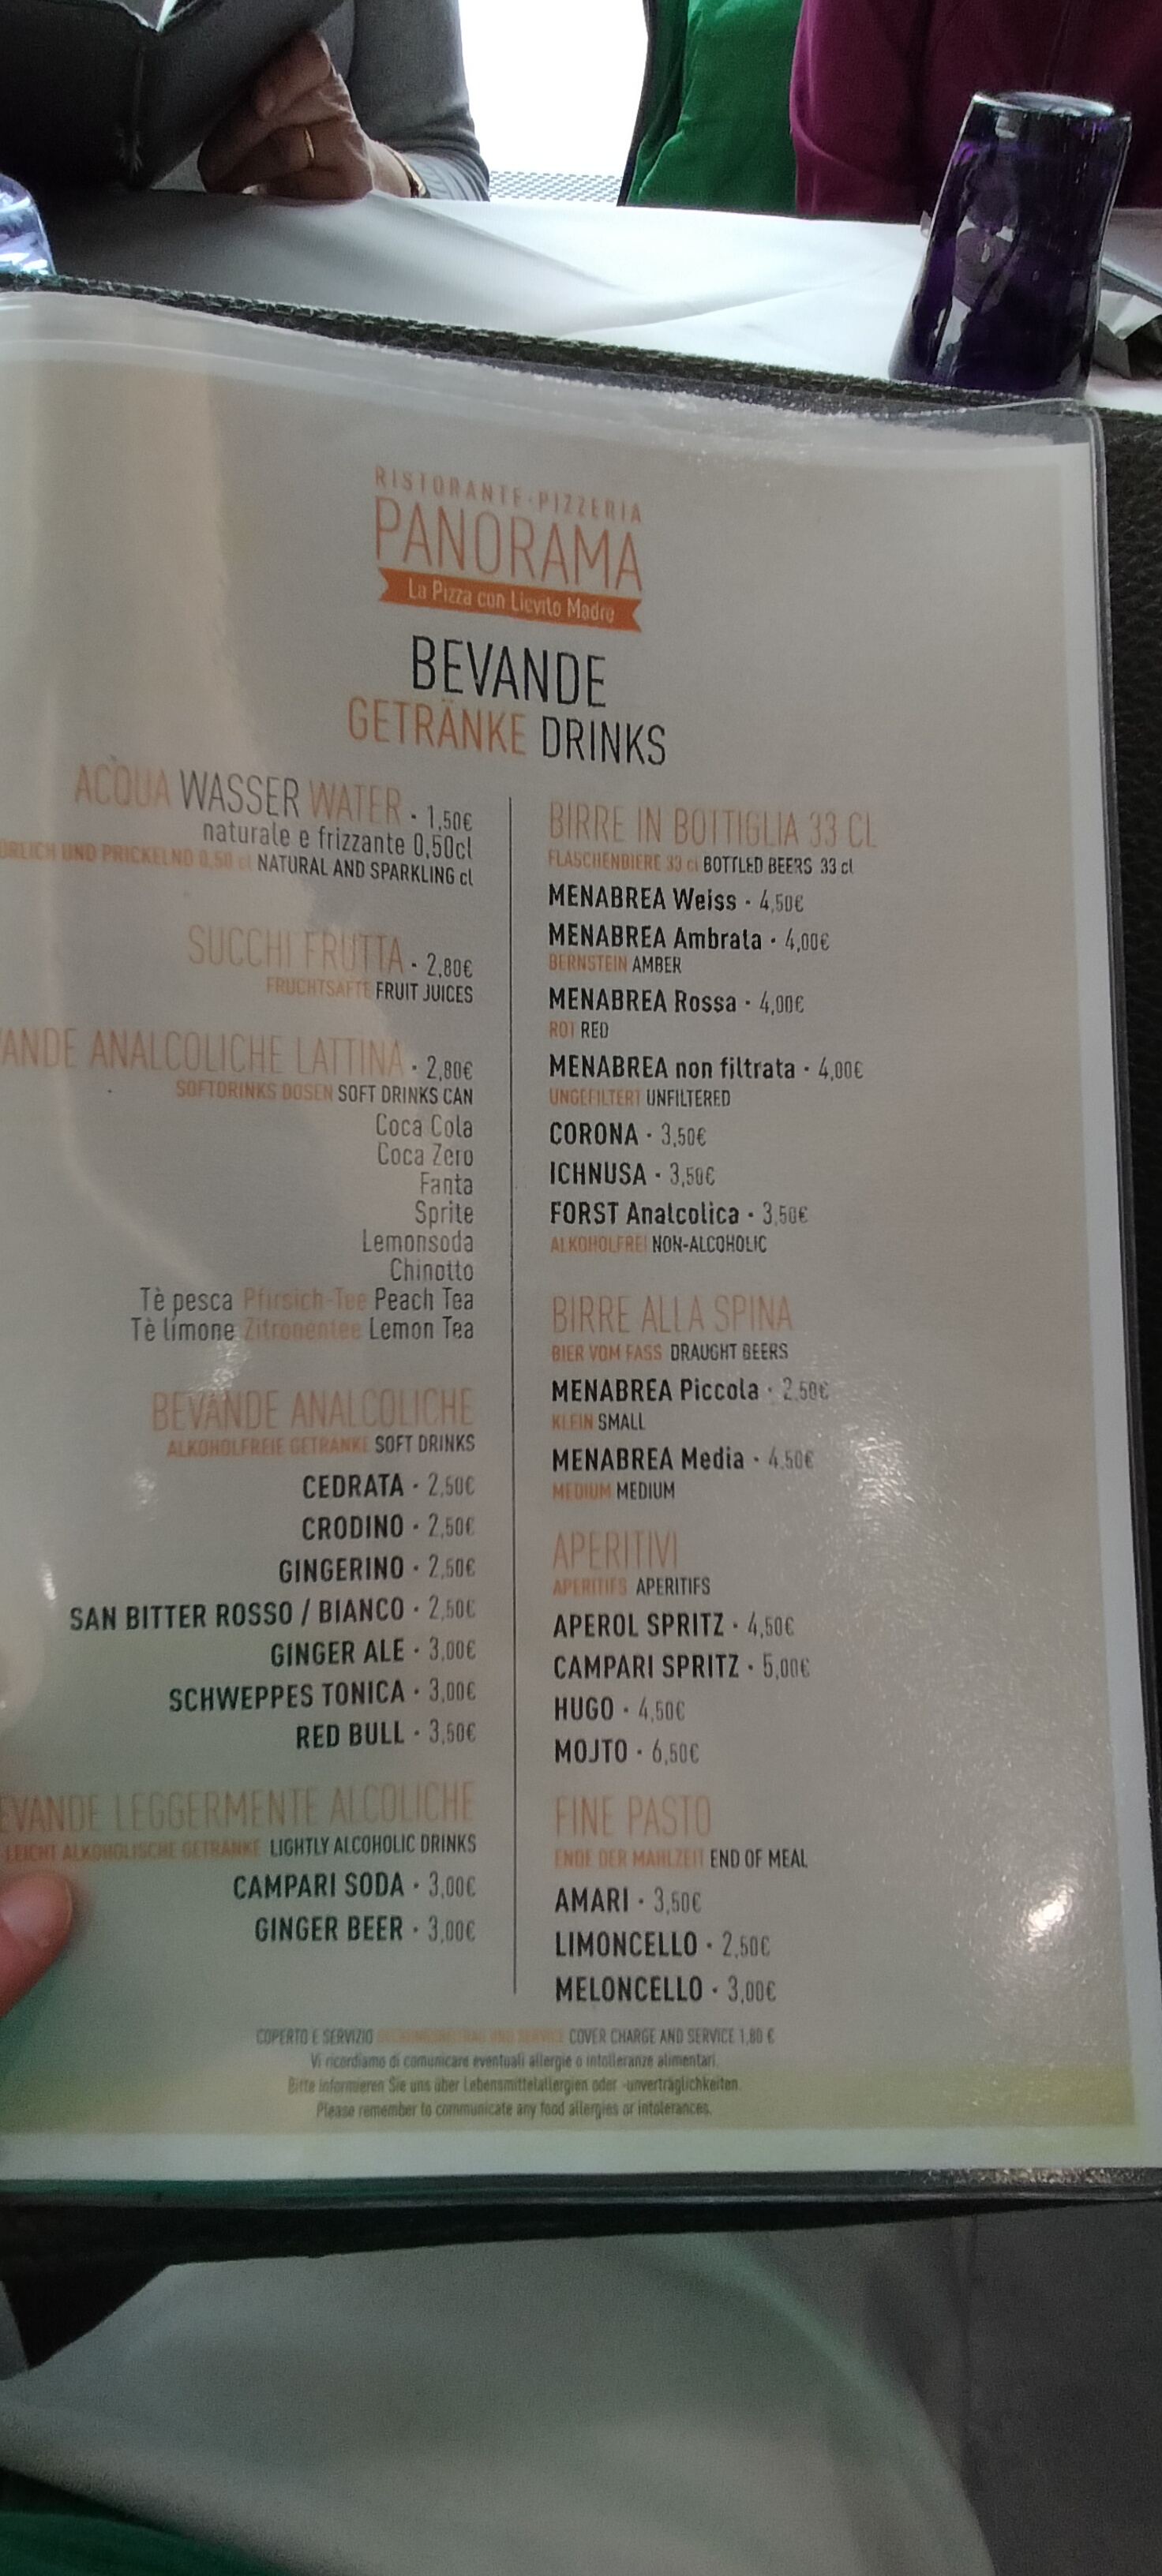 RISTORANTE-PIZZERIA
PANORAMA
La Pizza con Lievito Madre
BEVANDE
GETRÄNKE DRINKS
ACQUA WASSER WATER · 1,50€
naturale e frizzante 0,50cl
ÜRLICH UND PRICKELND 0,50 cl NATURAL AND SPARKLING cl
SUCCHI FRUTTA · 2,80€
FRUCHTSÄFTE FRUIT JUICES
VANDE ANALCOLICHE LATTINA · 2,80€
SOFTDRINKS DOSEN SOFT DRINKS CAN
Coca Cola
Coca Zero
Fanta
Sprite
Lemonsoda
Chinotto
Tè pesca Pfirsich-Tee Peach Tea
Tè limone Zitronentee Lemon Tea
BEVANDE ANALCOLICHE
ALKOHOLFREIE GETRÄNKE SOFT DRINKS
CEDRATA · 2,50€
CRODINO · 2,50€
GINGERINO · 2,50€
SAN BITTER ROSSO / BIANCO · 2,50€
GINGER ALE · 3,00€
SCHWEPPES TONICA · 3,00€
RED BULL · 3,50€
EVANDE LEGGERMENTE ALCOLICHE
LEICHT ALKOHOLISCHE GETRÄNKE LIGHTLY ALCOHOLIC DRINKS
CAMPARI SODA · 3,00€
GINGER BEER · 3,00€
BIRRE IN BOTTIGLIA 33 CL
FLASCHENBIERE 33 cl BOTTLED BEERS 33 cl
MENABREA Weiss · 4,50€
MENABREA Ambrata · 4,00€
BERNSTEIN AMBER
MENABREA Rossa · 4,00€
ROT RED
MENABREA non filtrata · 4,00€
UNGEFILTERT UNFILTERED
CORONA · 3,50€
ICHNUSA · 3,50€
FORST Analcolica · 3,50€
ALKOHOLFREI NON-ALCOHOLIC
BIRRE ALLA SPINA
BIER VOM FASS DRAUGHT BEERS
MENABREA Piccola · 2,50€
KLEIN SMALL
MENABREA Media · 4,50€
MEDIUM MEDIUM
APERITIVI
APERITIFS APERITIFS
APEROL SPRITZ · 4,50€
CAMPARI SPRITZ · 5,00€
HUGO · 4,50€
MOJTO · 6,50€
FINE PASTO
ENDE DER MAHLZEIT END OF MEAL
AMARI · 3,50€
LIMONCELLO · 2,50€
MELONCELLO · 3,00€
COPERTO E SERVIZIO COVER CHARGE AND SERVICE 1,80 €
Vi ricordiamo di comunicare eventuali allergie o intolleranze alimentari.
Bitte informieren Sie uns über Lebensmittelallergien oder -unverträglichkeiten.
Please remember to communicate any food allergies or intolerances.